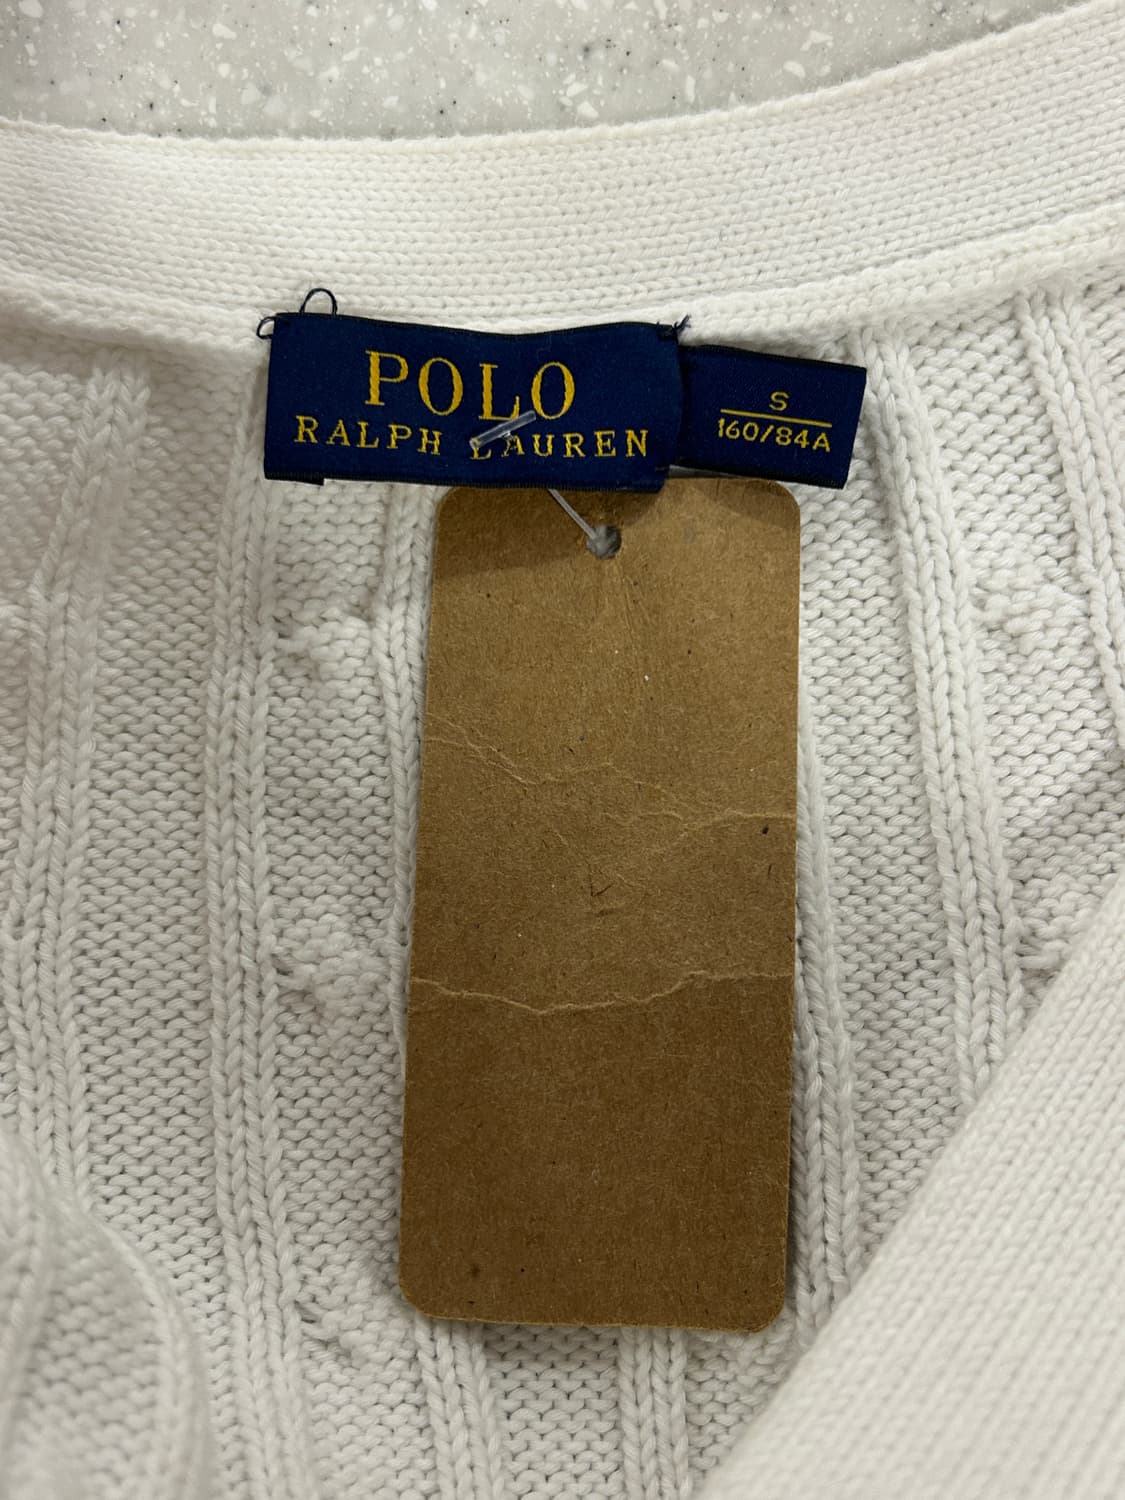 POLO
RALPH LAUREN
S
160/84A